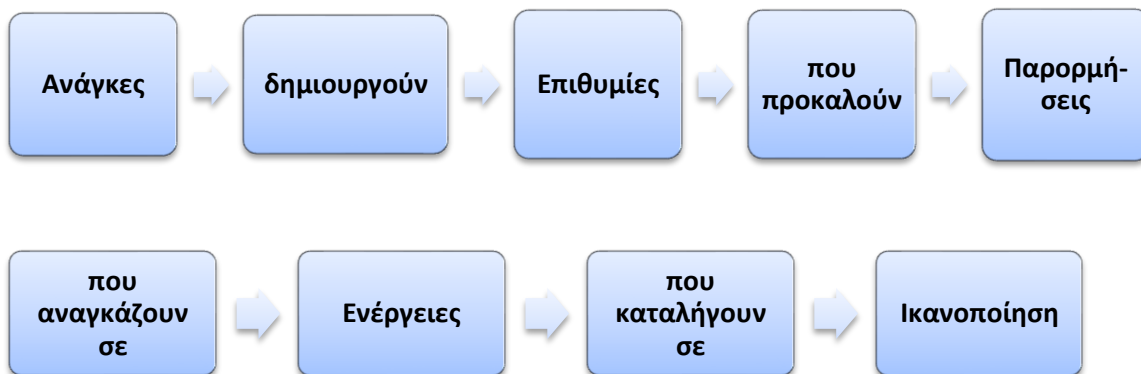 Ανάγκες
δημιουργούν
Επιθυμίες
που
προκαλούν
Παρορμή-
σεις
που
αναγκάζουν
σε
Ενέργειες
που
καταλήγουν
σε
Ικανοποίηση